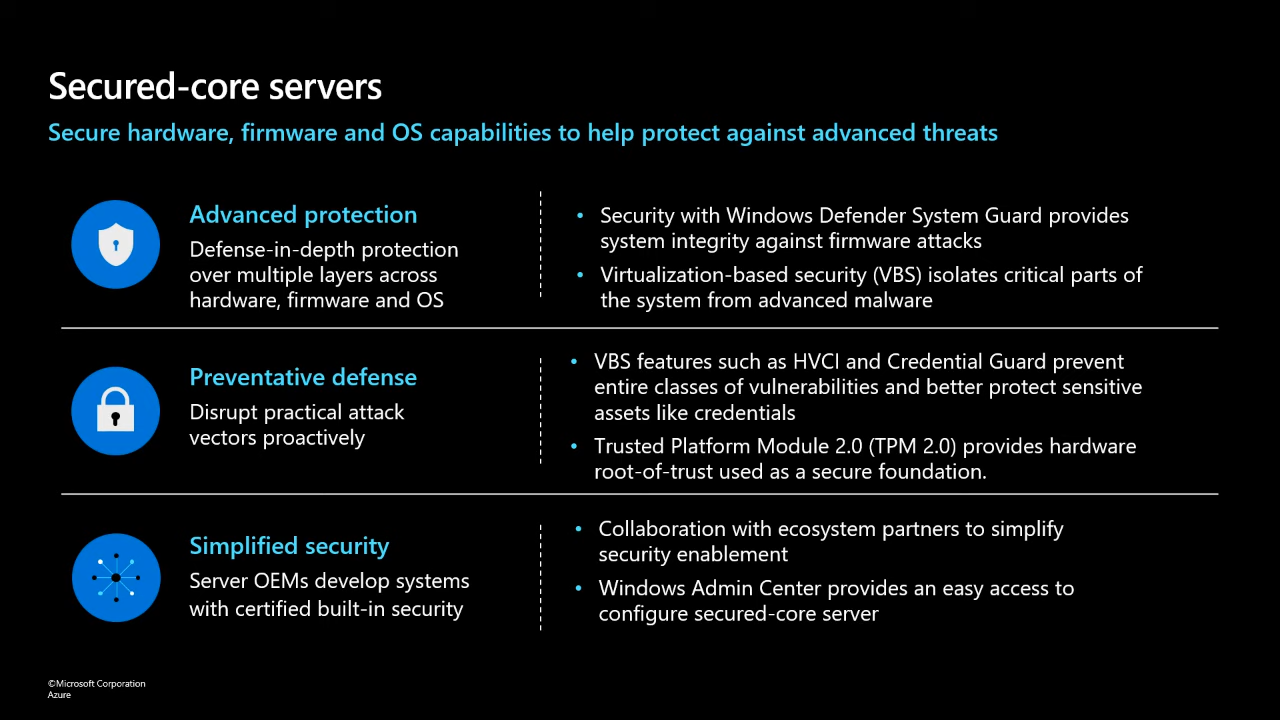 Secured-core servers
Secure hardware, firmware and OS capabilities to help protect against advanced threats
Advanced protection
Defense-in-depth protection
over multiple layers across
hardware, firmware and OS
• Security with Windows Defender System Guard provides
system integrity against firmware attacks
• Virtualization-based security (VBS) isolates critical parts of
the system from advanced malware
Preventative defense
Disrupt practical attack
vectors proactively
• VBS features such as HVCI and Credential Guard prevent
entire classes of vulnerabilities and better protect sensitive
assets like credentials
• Trusted Platform Module 2.0 (TPM 2.0) provides hardware
root-of-trust used as a secure foundation.
Simplified security
Server OEMs develop systems
with certified built-in security
• Collaboration with ecosystem partners to simplify
security enablement
• Windows Admin Center provides an easy access to
configure secured-core server
©Microsoft Corporation
Azure